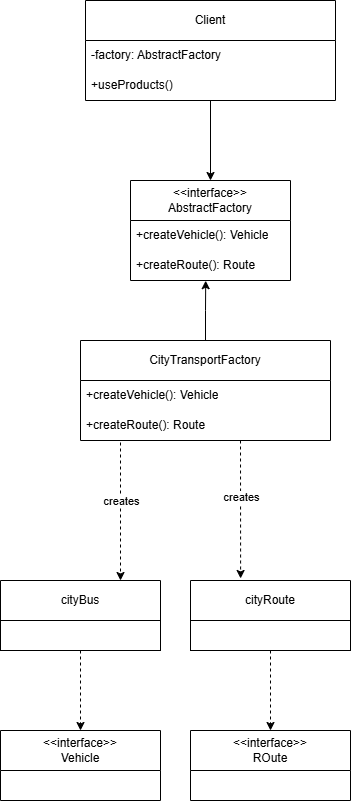 Client
-factory: AbstractFactory
+useProducts()
<<interface>>
AbstractFactory
+createVehicle(): Vehicle
+createRoute(): Route
CityTransportFactory
+createVehicle(): Vehicle
+createRoute(): Route
creates
creates
cityBus
cityRoute
<<interface>>
Vehicle
<<interface>>
ROute